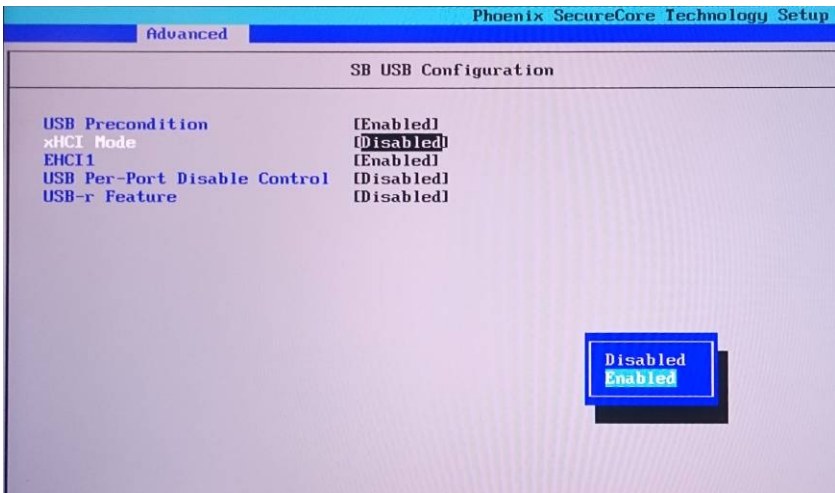 Phoenix SecureCore Technology Setup
Advanced
SB USB Configuration
USB Precondition [Enabled]
xHCI Mode [Disabled]
EHCI1 [Enabled]
USB Per-Port Disable Control [Disabled]
USB-r Feature [Disabled]
Disabled
Enabled